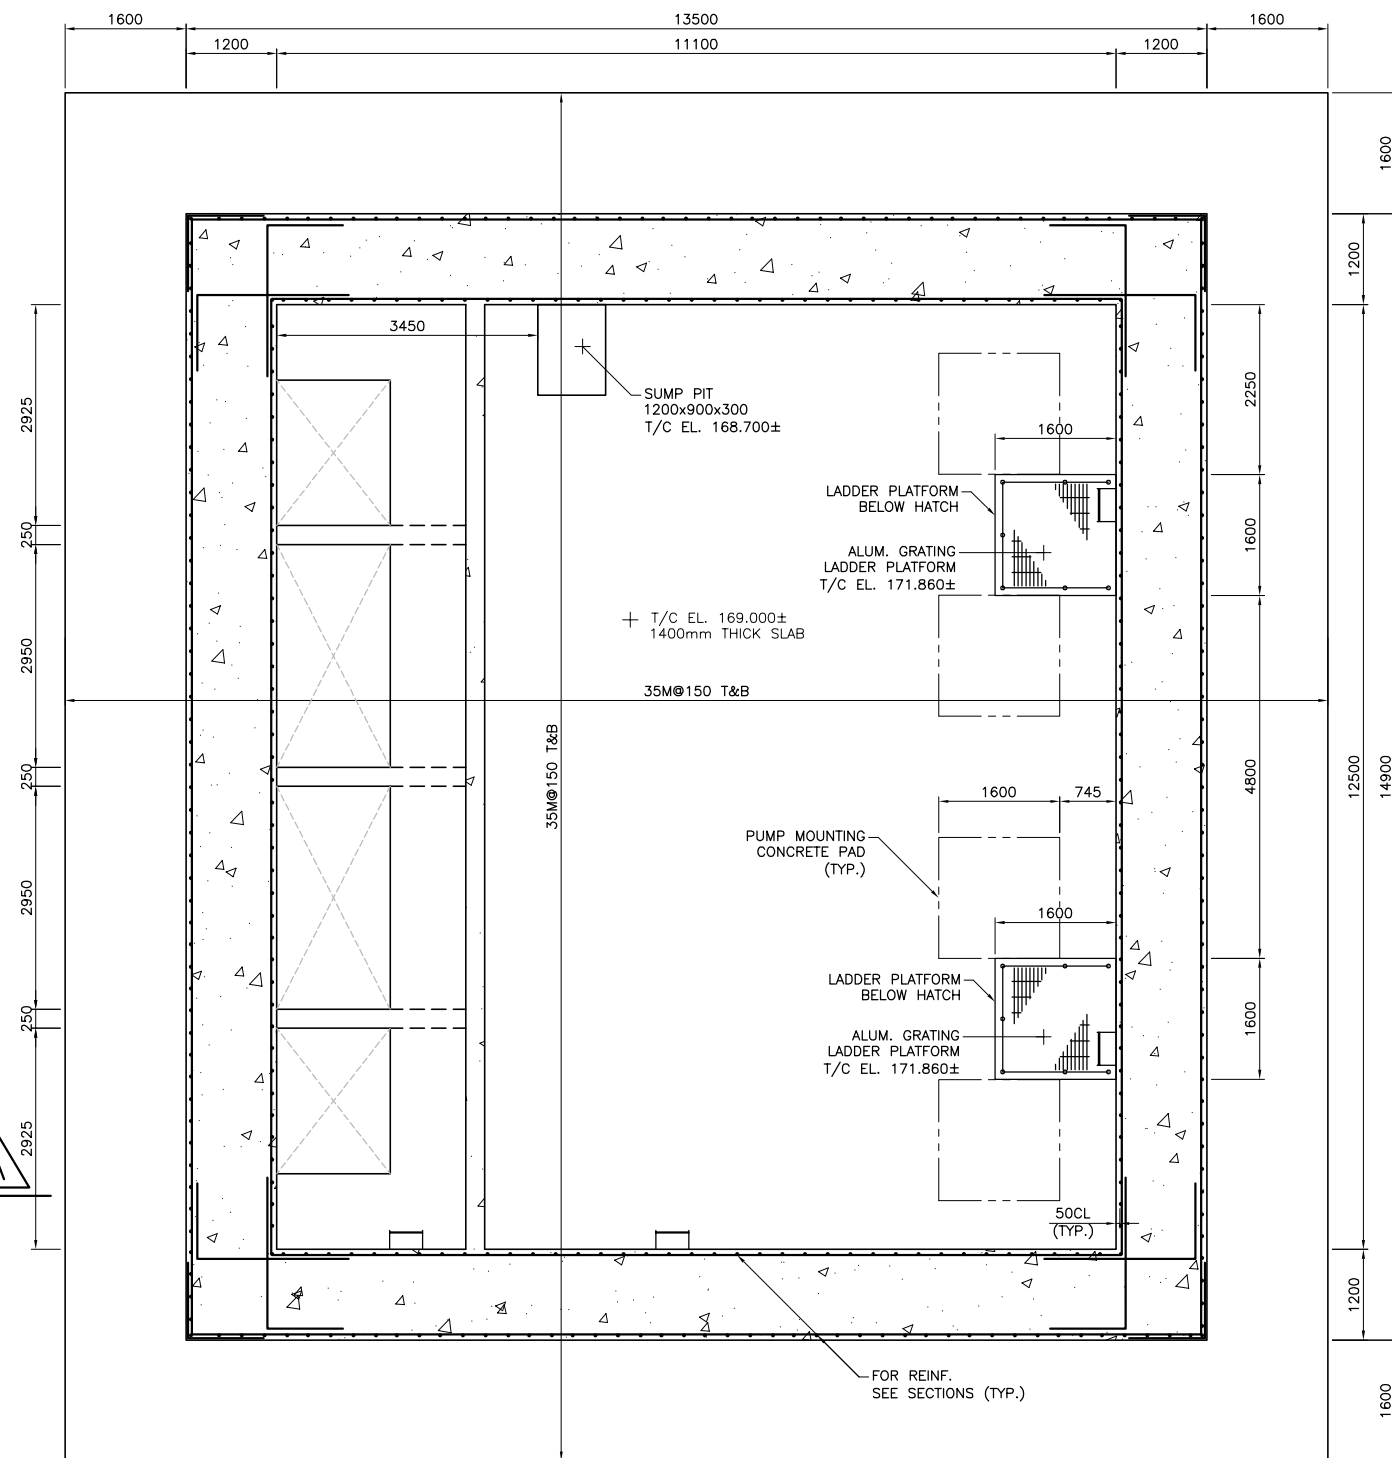 1600
13500
1600
1200
11100
1200
1600
1200
3450
SUMP PIT
1200x900x300
T/C EL. 168.700±
2250
2925
1600
LADDER PLATFORM
BELOW HATCH
1600
250
ALUM. GRATING
LADDER PLATFORM
T/C EL. 171.860±
T/C EL. 169.000±
1400mm THICK SLAB
2950
35M@150 T&B
35M@150 T&B
250
4800
12500
14900
1600
745
PUMP MOUNTING
CONCRETE PAD
(TYP.)
2950
1600
LADDER PLATFORM
BELOW HATCH
250
1600
ALUM. GRATING
LADDER PLATFORM
T/C EL. 171.860±
2925
50CL
(TYP.)
1200
FOR REINF.
SEE SECTIONS (TYP.)
1600